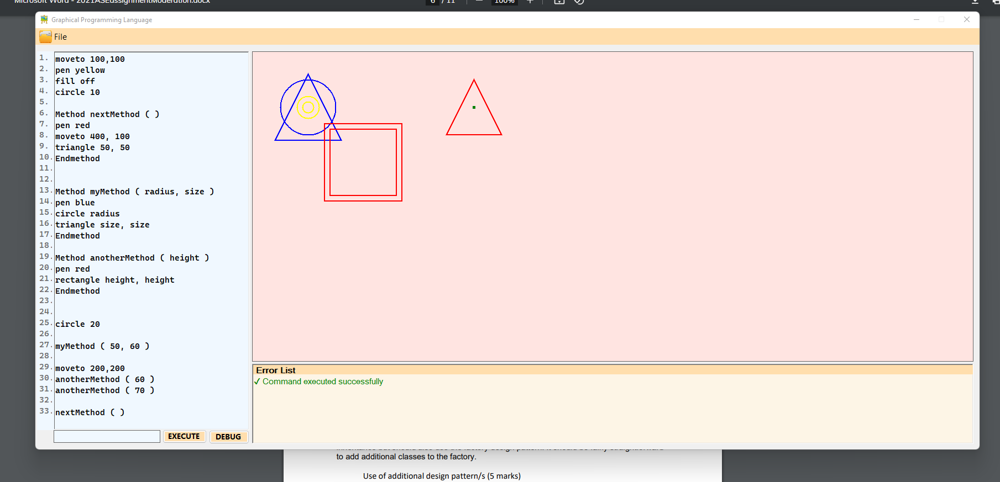 Microsoft Word - 2021ASEdssignmentModeration.docx
6 / 11
100%
Graphical Programming Language
File
1. moveto 100,100
2. pen yellow
3. fill off
4. circle 10
5.
6. Method nextMethod ( )
7. pen red
8. moveto 400, 100
9. triangle 50, 50
10. Endmethod
11.
12.
13. Method myMethod ( radius, size )
14. pen blue
15. circle radius
16. triangle size, size
17. Endmethod
18.
19. Method anotherMethod ( height )
20. pen red
21. rectangle height, height
22. Endmethod
23.
24.
25. circle 20
26.
27. myMethod ( 50, 60 )
28.
29. moveto 200,200
30. anotherMethod ( 60 )
31. anotherMethod ( 70 )
32.
33. nextMethod ( )
EXECUTE DEBUG
Error List
✓ Command executed successfully
to add additional classes to the factory.
Use of additional design pattern/s (5 marks)